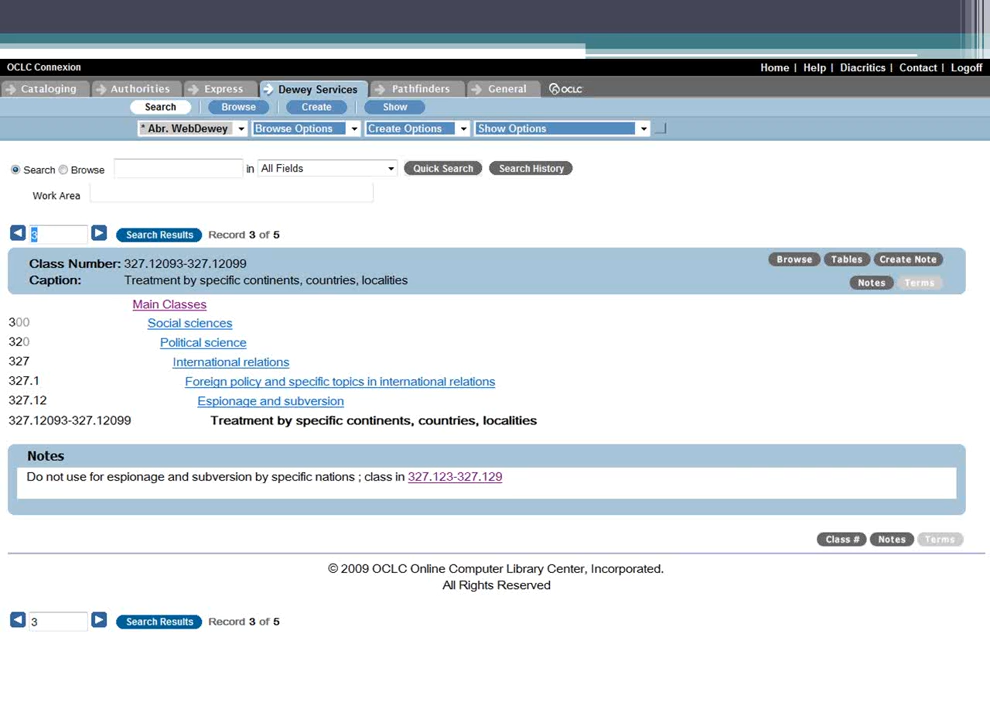 OCLC Connexion
Home | Help | Diacritics | Contact | Logoff
Cataloging Authorities Express Dewey Services Pathfinders General OCLC
Search Browse Create Show
* Abr. WebDewey Browse Options Create Options Show Options
Search Browse in All Fields Quick Search Search History
Work Area
3 Search Results Record 3 of 5
Class Number: 327.12093-327.12099 Browse Tables Create Note
Caption: Treatment by specific continents, countries, localities Notes Terms
Main Classes
300 Social sciences
320 Political science
327 International relations
327.1 Foreign policy and specific topics in international relations
327.12 Espionage and subversion
327.12093-327.12099 Treatment by specific continents, countries, localities
Notes
Do not use for espionage and subversion by specific nations ; class in 327.123-327.129
Class # Notes Terms
© 2009 OCLC Online Computer Library Center, Incorporated.
All Rights Reserved
3 Search Results Record 3 of 5